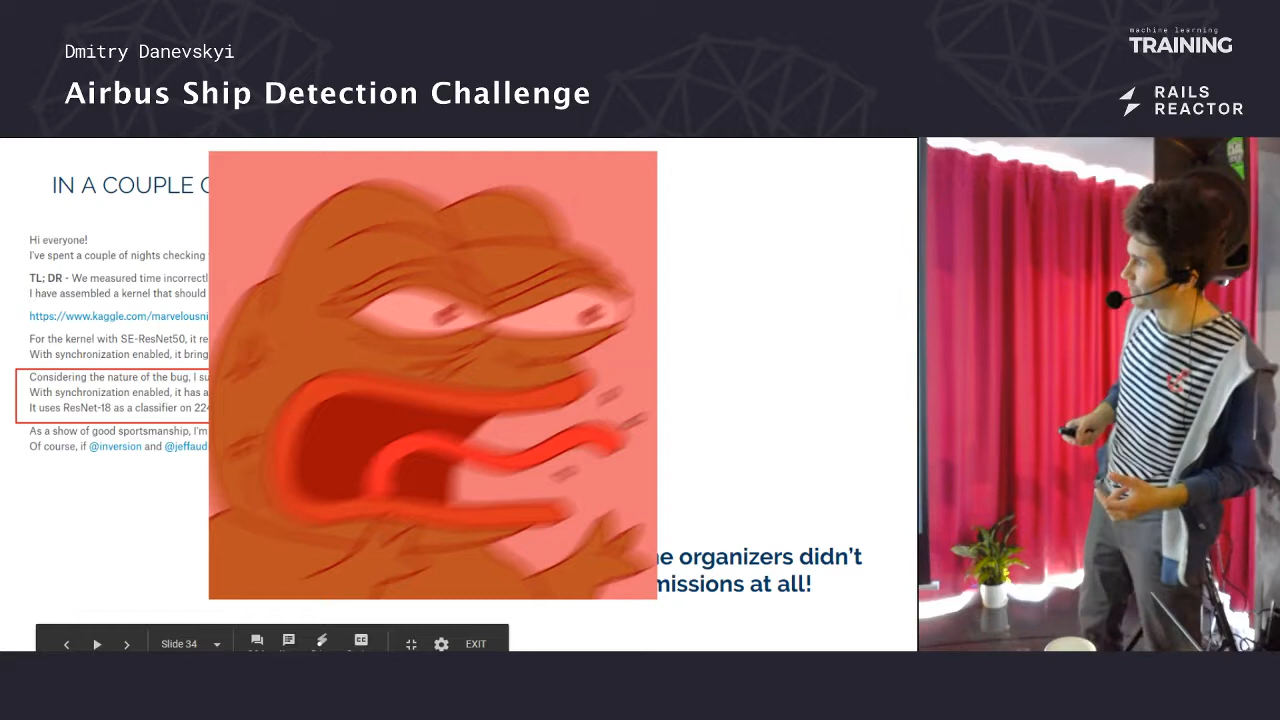 Dmitry Danevskyi
Airbus Ship Detection Challenge
machine learning
TRAINING
RAILS
REACTOR
IN A COUPLE
Hi everyone!
I've spent a couple of nights checking
TL; DR - We measured time
I have assembled a kernel that should
https://www.kaggle.com/marvelousni
For the kernel with SE-ResNet50, it
With synchronization enabled, it bring
Considering the nature of the bug, I
With synchronization enabled, it has a
It uses ResNet-18 as a classifier on
As a show of good sportsmanship, I'm
Of course, if @inversion and @jeffaud
organizers didn't
missions at all!
Slide 34
EXIT